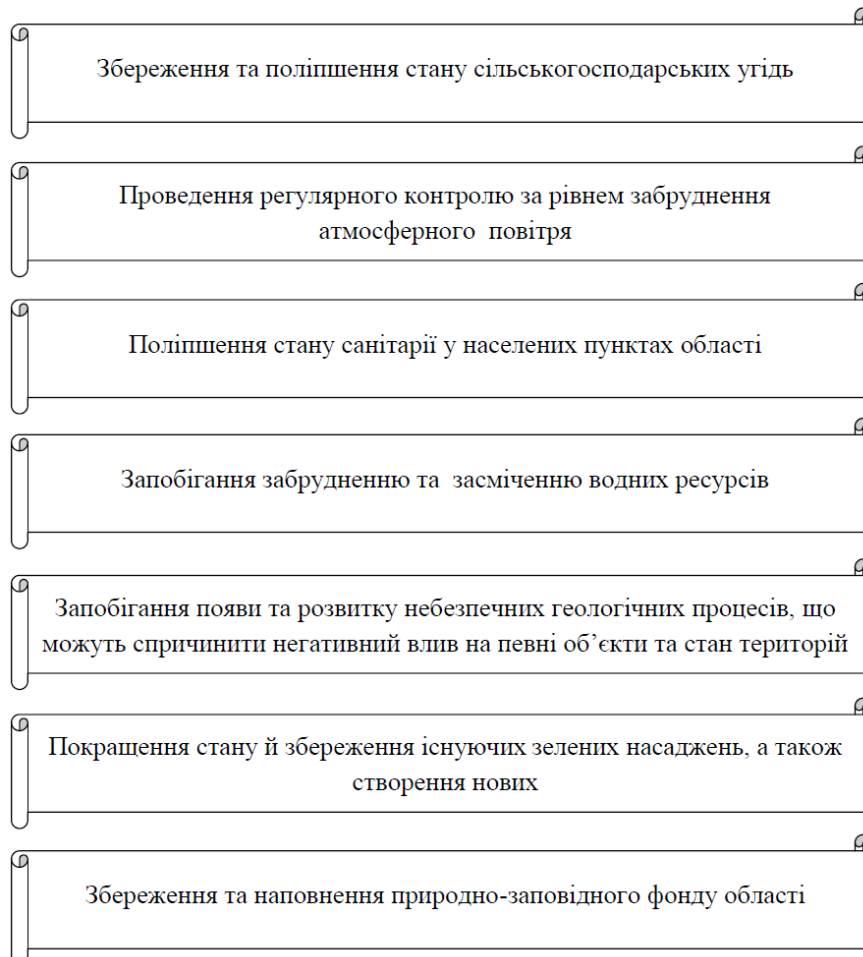 Збереження та поліпшення стану сільськогосподарських угідь
Проведення регулярного контролю за рівнем забруднення
атмосферного повітря
Поліпшення стану санітарії у населених пунктах області
Запобігання забрудненню та засміченню водних ресурсів
Запобігання появи та розвитку небезпечних геологічних процесів, що
можуть спричинити негативний влив на певні об’єкти та стан територій
Покращення стану й збереження існуючих зелених насаджень, а також
створення нових
Збереження та наповнення природно-заповідного фонду області